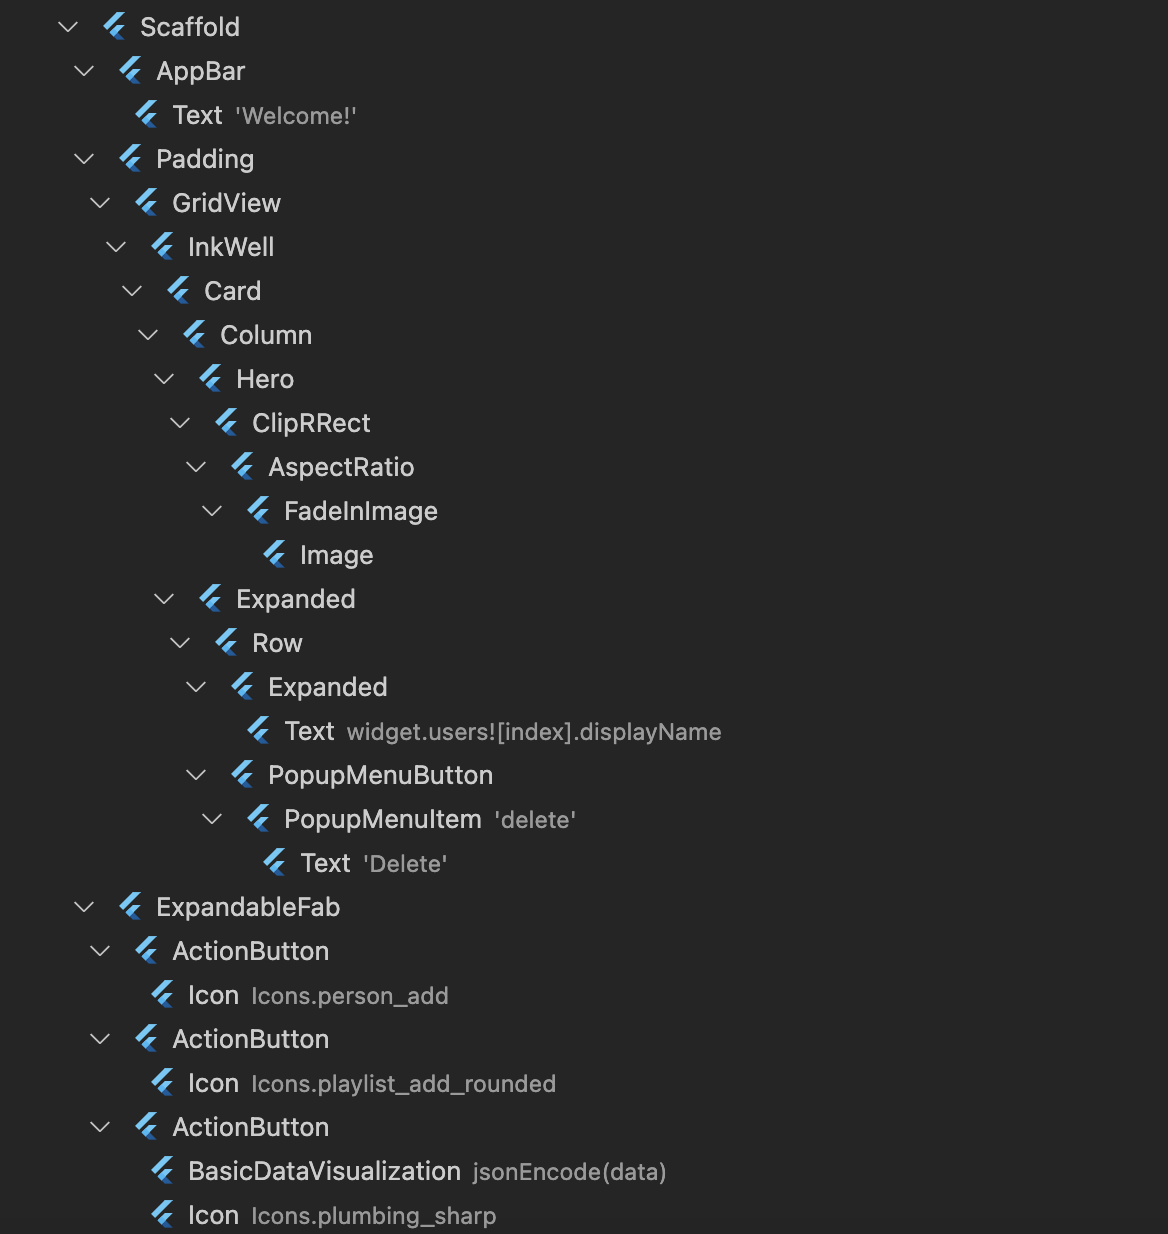 Scaffold
AppBar
Text 'Welcome!'
Padding
GridView
InkWell
Card
Column
Hero
ClipRRect
AspectRatio
FadeInImage
Image
Expanded
Row
Expanded
Text widget.users![index].displayName
PopupMenuButton
PopupMenuItem 'delete'
Text 'Delete'
ExpandableFab
ActionButton
Icon Icons.person_add
ActionButton
Icon Icons.playlist_add_rounded
ActionButton
BasicDataVisualization jsonEncode(data)
Icon Icons.plumbing_sharp